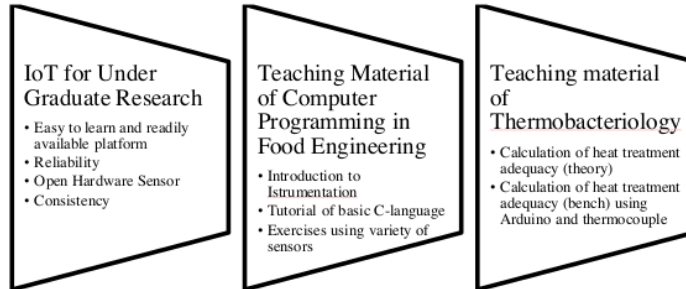 IoT for Under
Graduate Research
• Easy to learn and readily
available platform
• Reliability
• Open Hardware Sensor
• Consistency
Teaching Material
of Computer
Programming in
Food Engineering
• Introduction to
Istrumentation
• Tutorial of basic C-language
• Exercises using variety of
sensors
Teaching material
of
Thermobacteriology
• Calculation of heat treatment
adequacy (theory)
• Calculation of heat treatment
adequacy (bench) using
Arduino and thermocouple